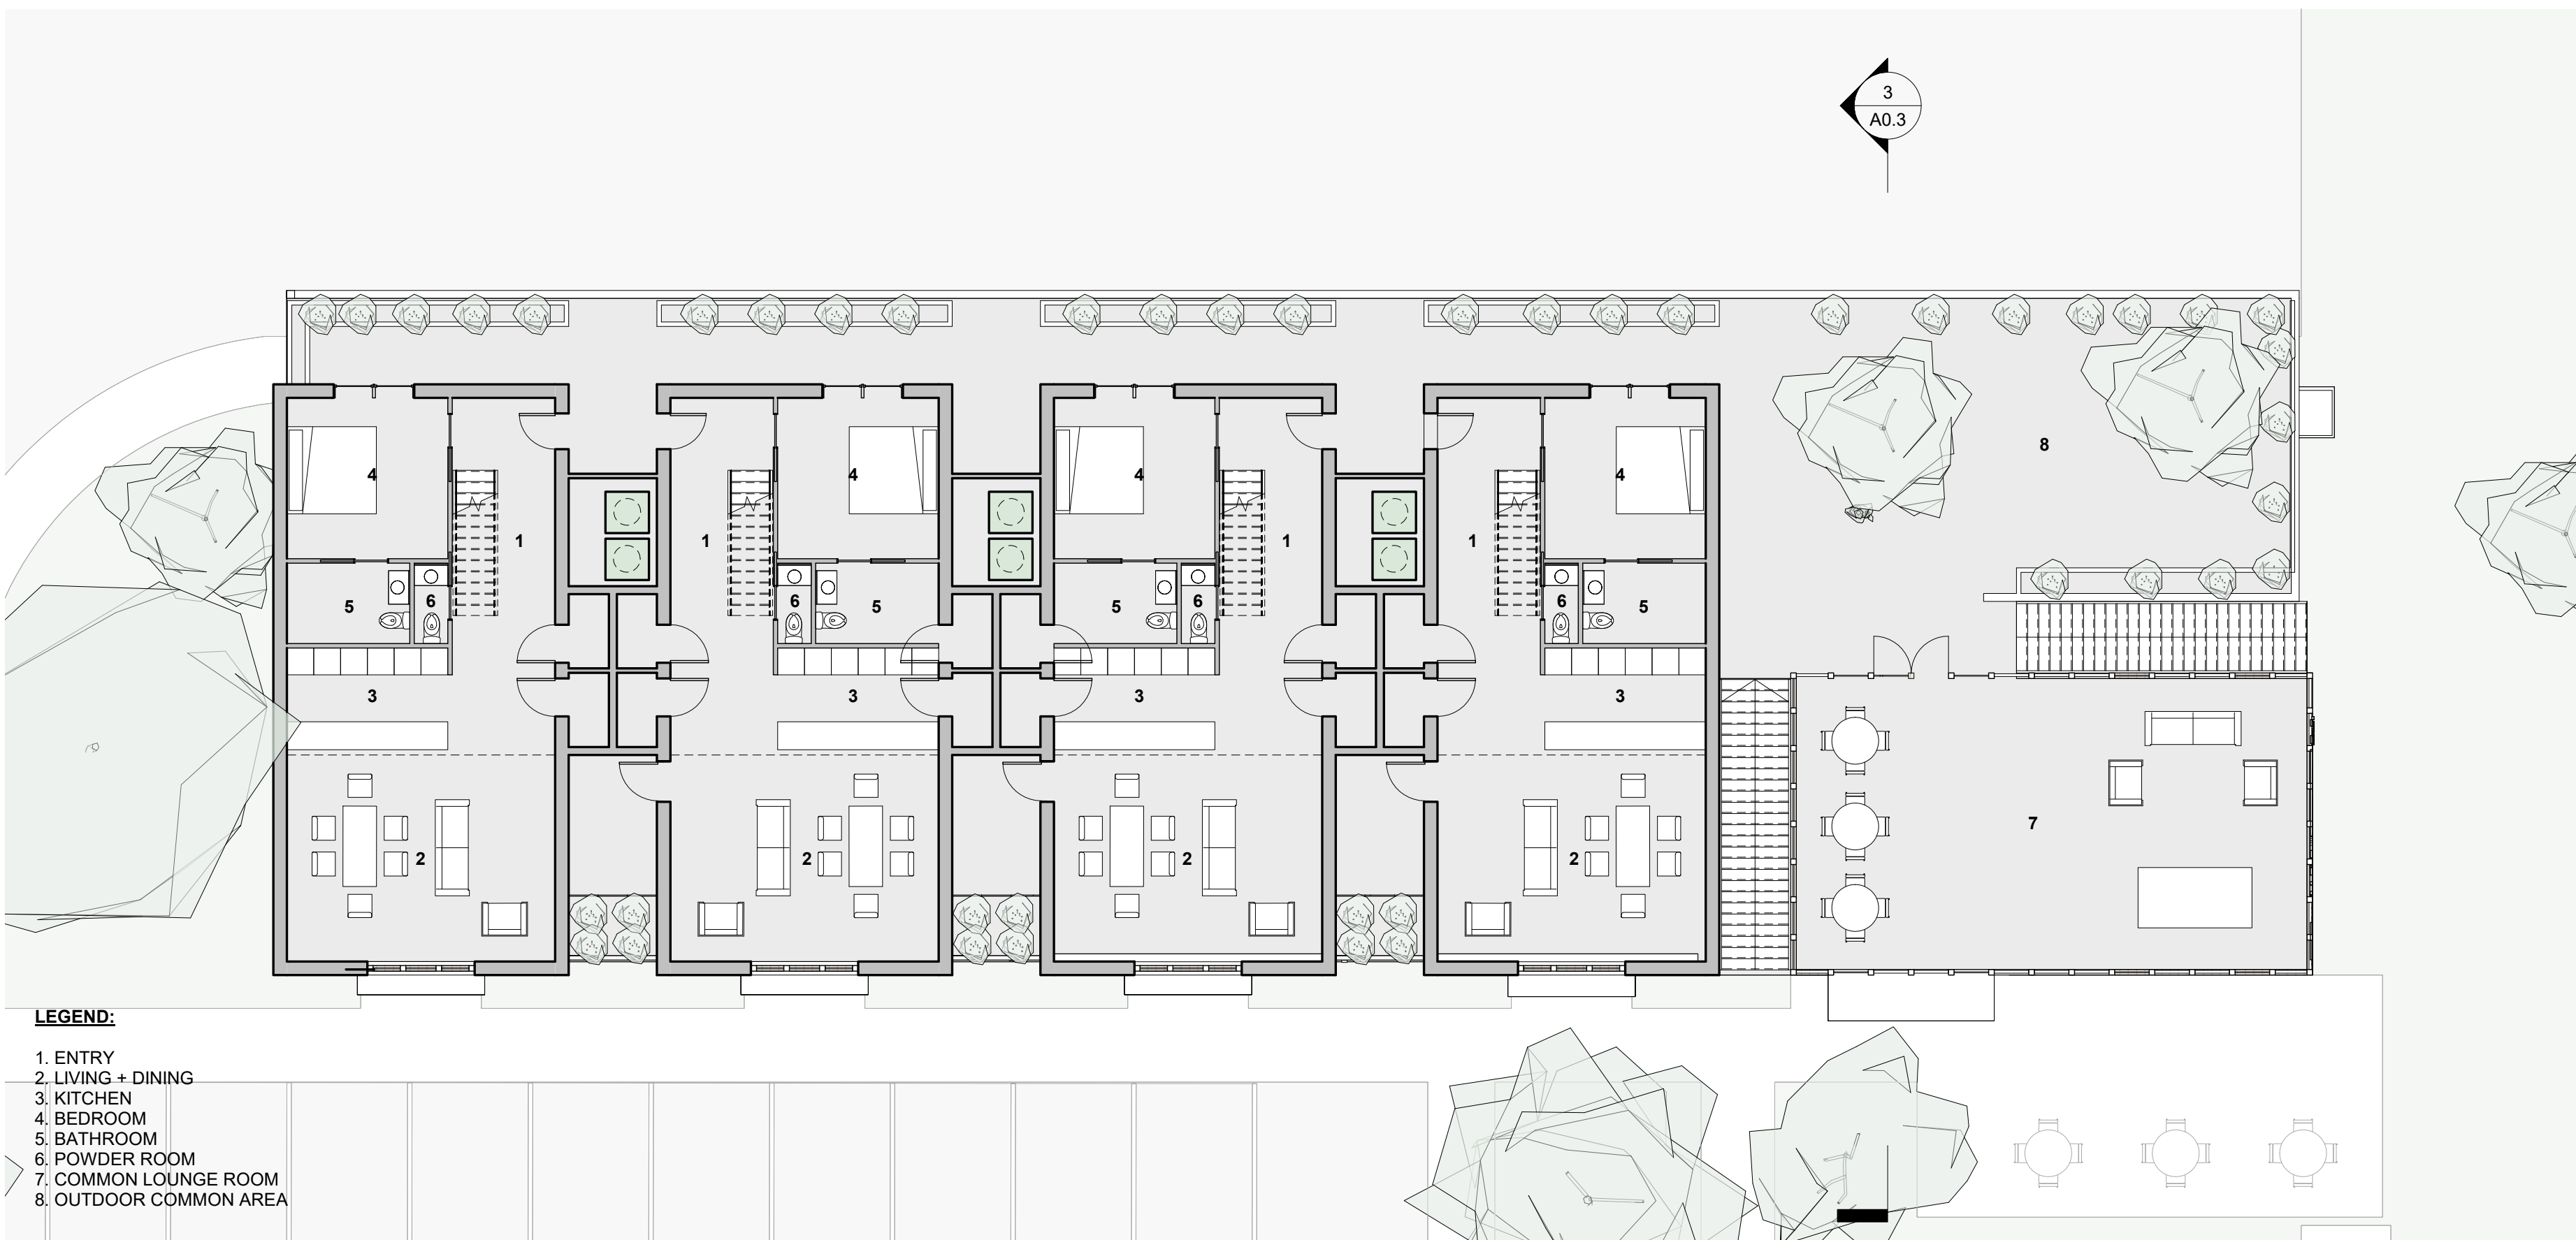 3
A0.3
4
4
4
4
8
1
1
1
1
5
6
6
5
5
6
6
5
3
3
3
3
7
2
2
2
2
LEGEND:
1. ENTRY
2. LIVING + DINING
3. KITCHEN
4. BEDROOM
5. BATHROOM
6. POWDER ROOM
7. COMMON LOUNGE ROOM
8. OUTDOOR COMMON AREA